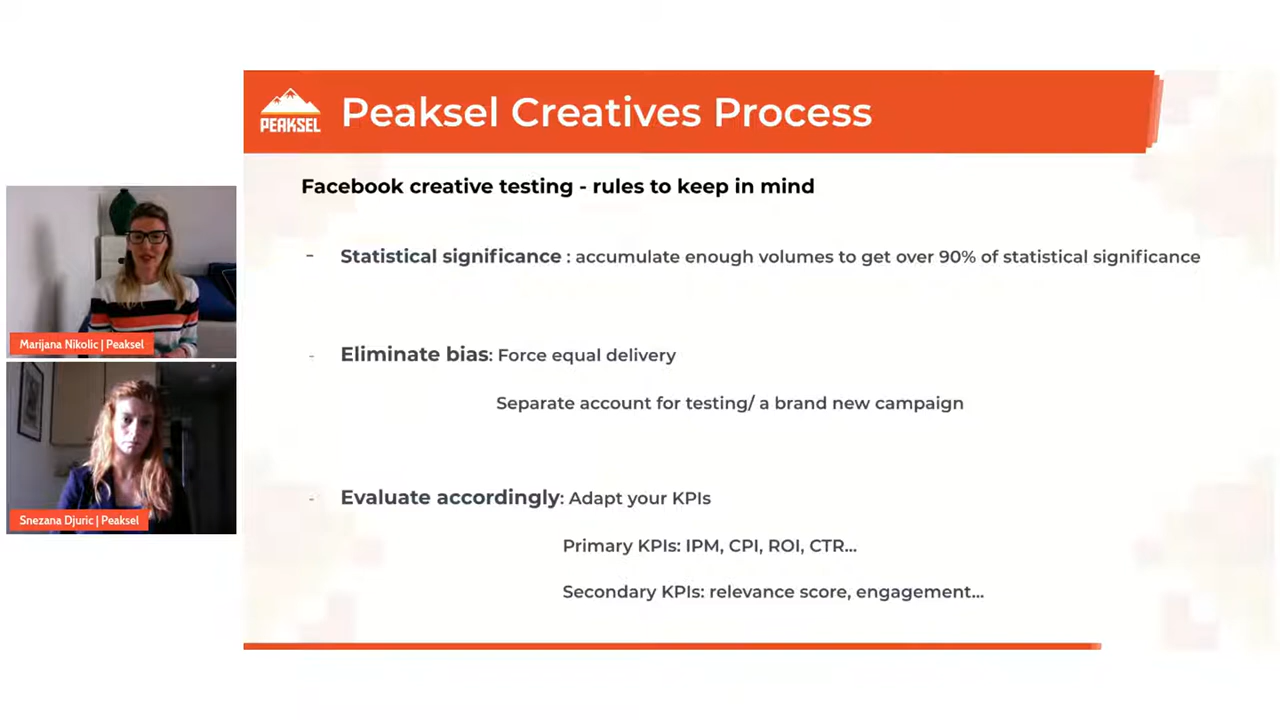 PEAKSEL
Peaksel Creatives Process
Facebook creative testing - rules to keep in mind
- Statistical significance : accumulate enough volumes to get over 90% of statistical significance
- Eliminate bias: Force equal delivery
Separate account for testing/ a brand new campaign
- Evaluate accordingly: Adapt your KPIs
Primary KPIs: IPM, CPI, ROI, CTR...
Secondary KPIs: relevance score, engagement...
Marijana Nikolic | Peaksel
Snezana Djuric | Peaksel